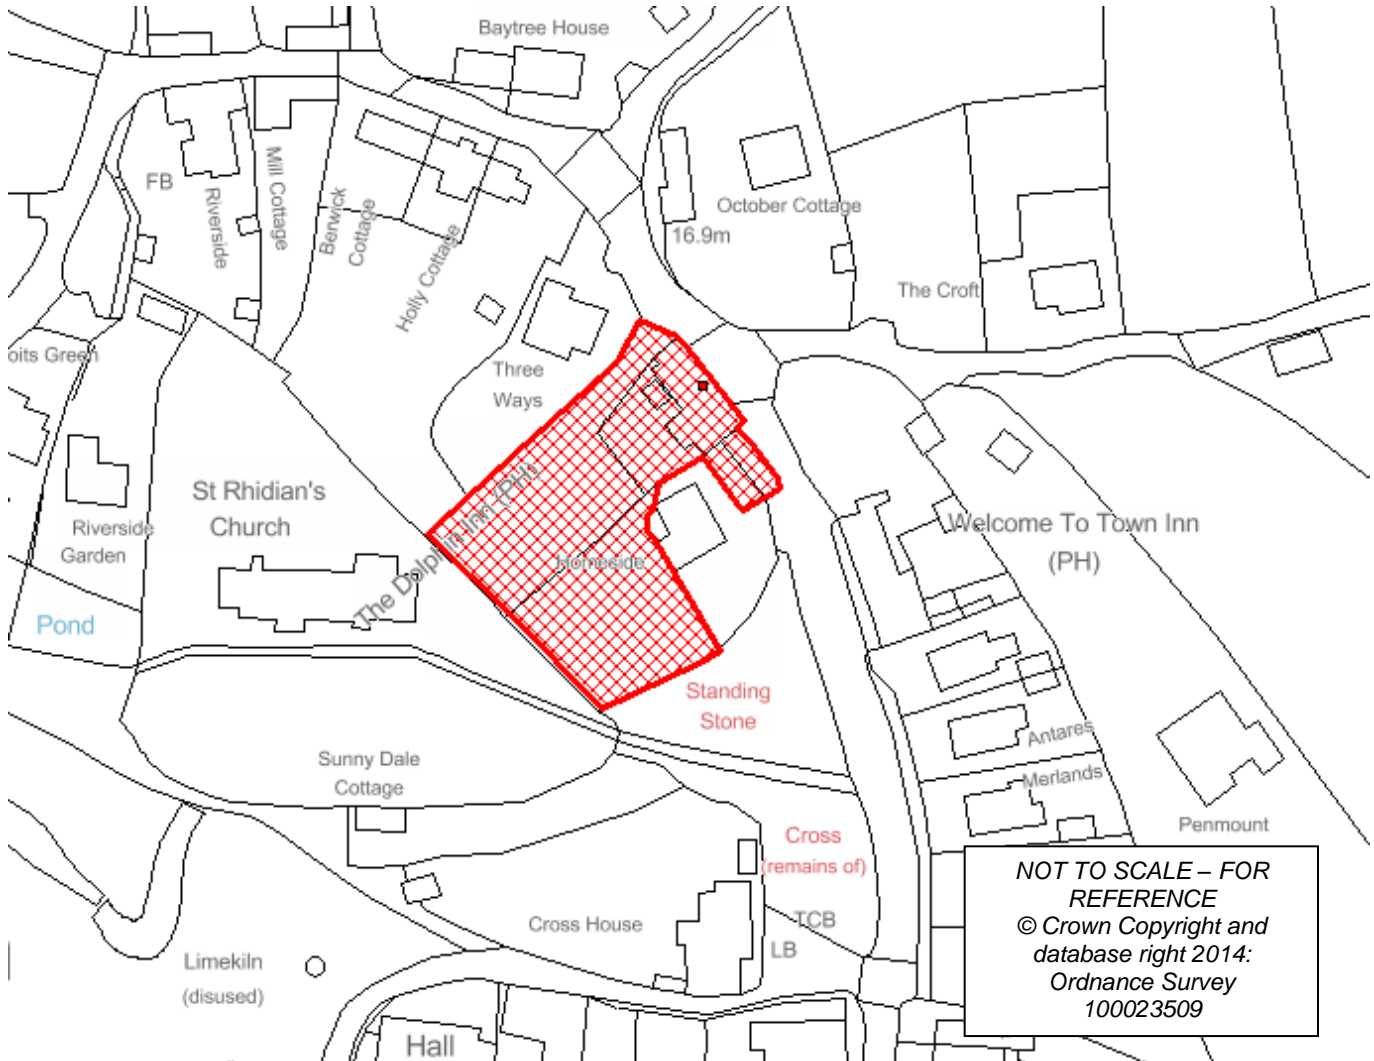 Baytree House
FB
Riverside
Mill Cottage
Berwick
Cottage
Holly Cottage
October Cottage
16.9m
The Croft
oits Green
Three
Ways
St Rhidian's
Church
Riverside
Garden
Pond
The Dolphin Inn (PH)
Homeside
Welcome To Town Inn
(PH)
Standing
Stone
Antares
Merlands
Penmount
Sunny Dale
Cottage
Cross
(remains of)
Cross House
TCB
LB
Limekiln
(disused)
Hall
NOT TO SCALE – FOR
REFERENCE
© Crown Copyright and
database right 2014:
Ordnance Survey
100023509